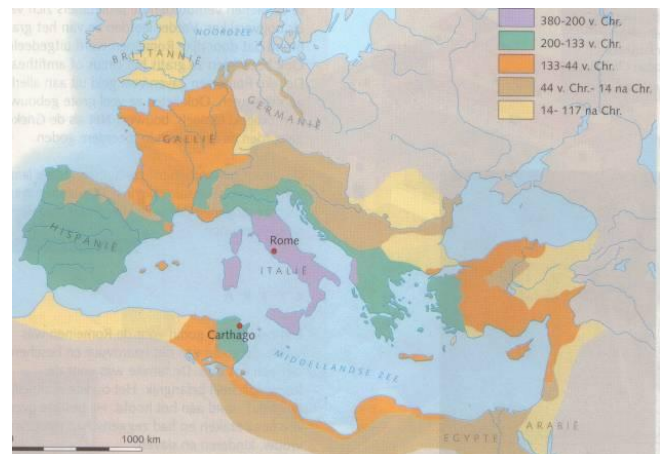 NOORDZEE
BRITTANNIË
GERMANIË
GALLIË
HISPANIË
Rome
ITALIË
Carthago
MIDDELLANDSE ZEE
EGYPTE
ARABIË
1000 km
380-200 v. Chr.
200-133 v. Chr.
133-44 v. Chr.
44 v. Chr.- 14 na Chr.
14- 117 na Chr.